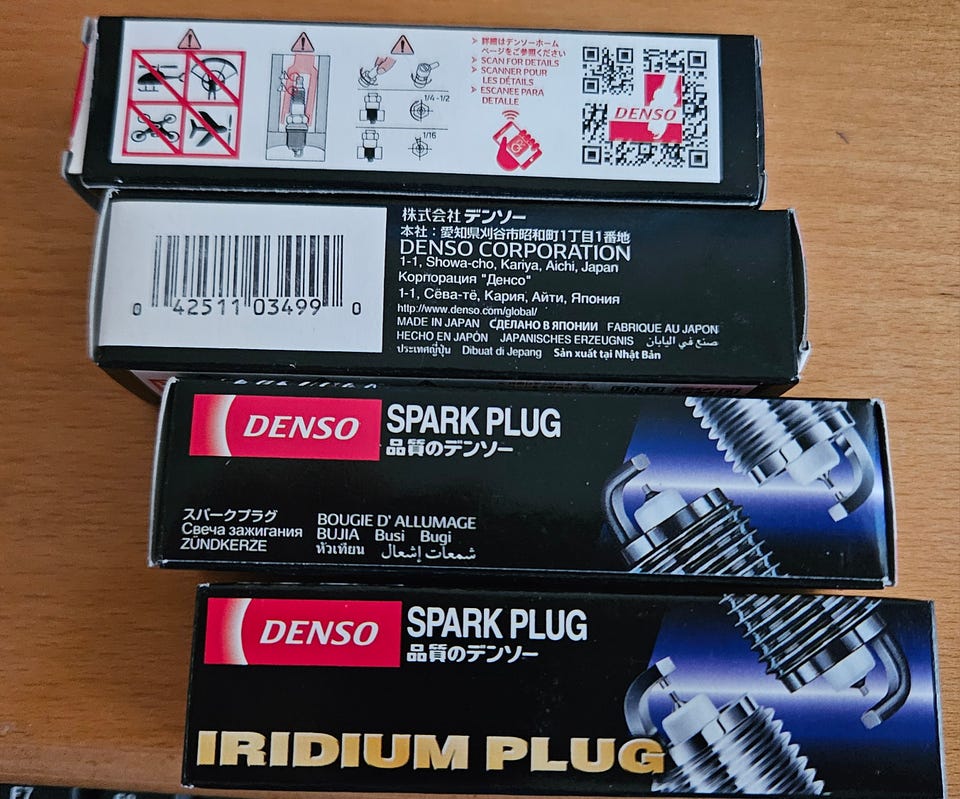 詳細はデンソーホーム
ページをご参照ください
SCAN FOR DETAILS
SCANNER POUR
LES DÉTAILS
ESCANEE PARA
DETALLE
1/4 -1/2
1/16
DENSO
株式会社 デンソー
本社：愛知県刈谷市昭和町1丁目1番地
DENSO CORPORATION
1-1, Showa-cho, Kariya, Aichi, Japan
Корпорация "Денсо"
1-1, Сёва-тё, Кария, Айти, Япония
http://www.denso.com/global/
MADE IN JAPAN СДЕЛАНО В ЯПОНИИ FABRIQUE AU JAPON
HECHO EN JAPÓN JAPANISCHES ERZEUGNIS صنع في اليابان
ประเทศญี่ปุ่น Dibuat di Jepang Sản xuất tại Nhật Bản
0 42511 03499 0
DENSO
SPARK PLUG
品質のデンソー
スパークプラグ
Свеча зажигания
ZÜNDKERZE
BOUGIE D' ALLUMAGE
BUJIA Busi Bugi
หัวเทียน شمعات إشعال
DENSO
SPARK PLUG
品質のデンソー
IRIDIUM PLUG
F7